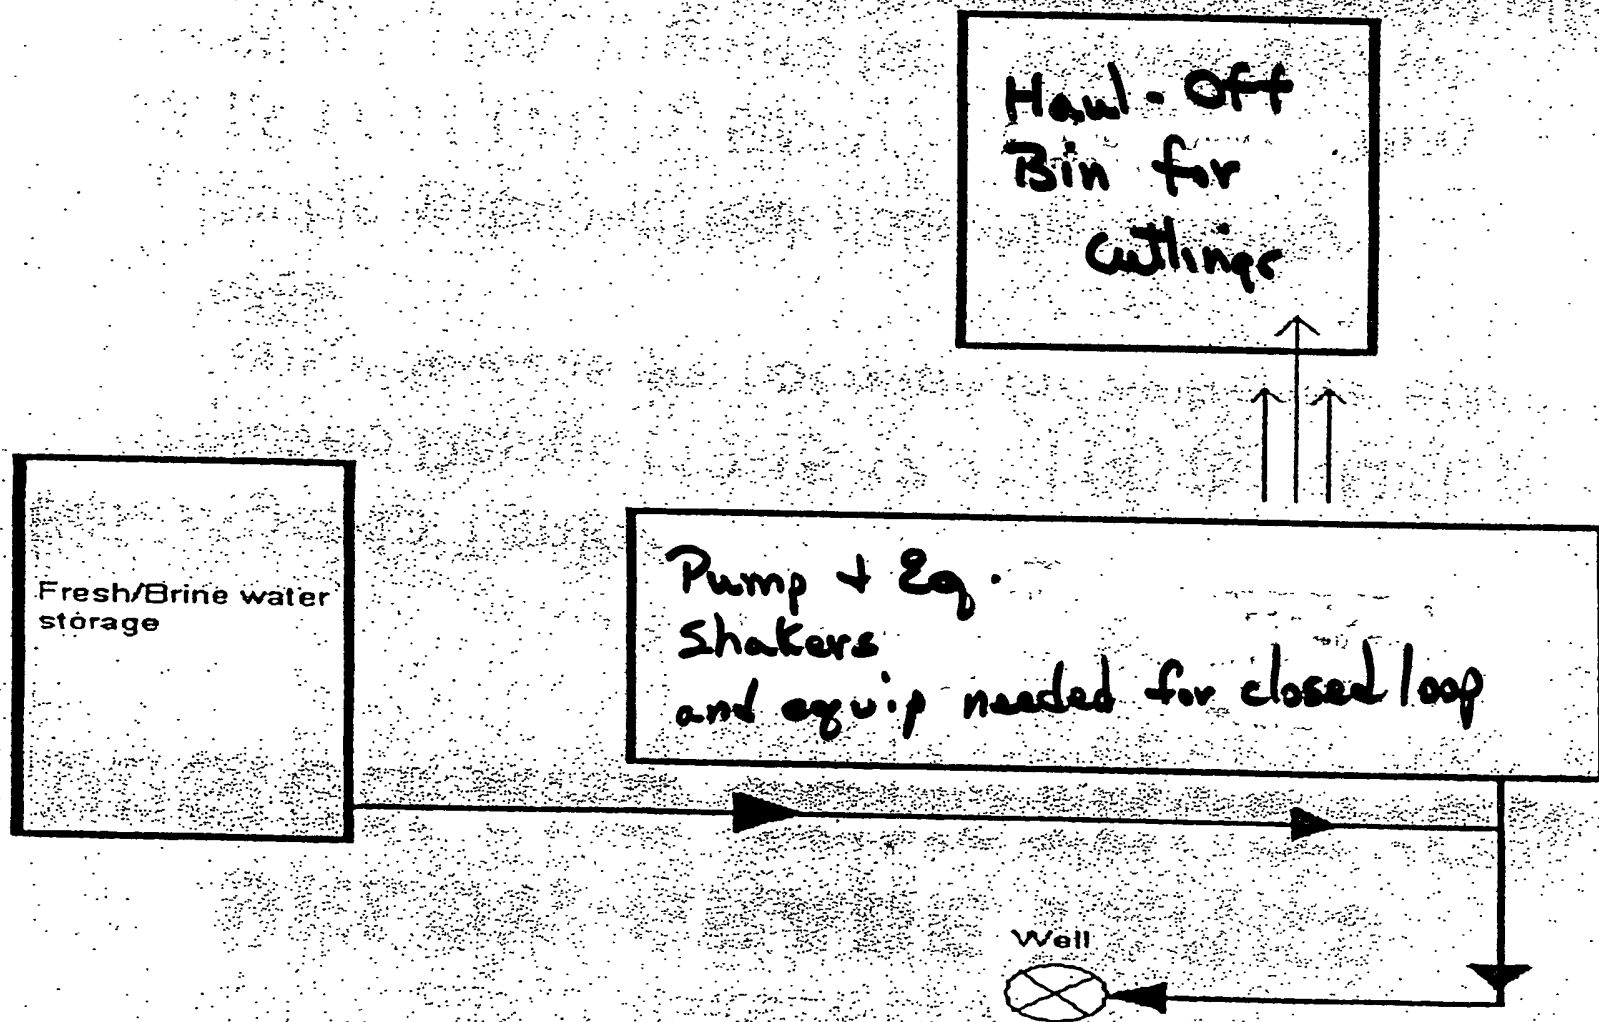 Haul-Off
Bin for
Cuttings
Fresh/Brine water
storage
Pump + Eq.
Shakers
and equip needed for closed loop
Well